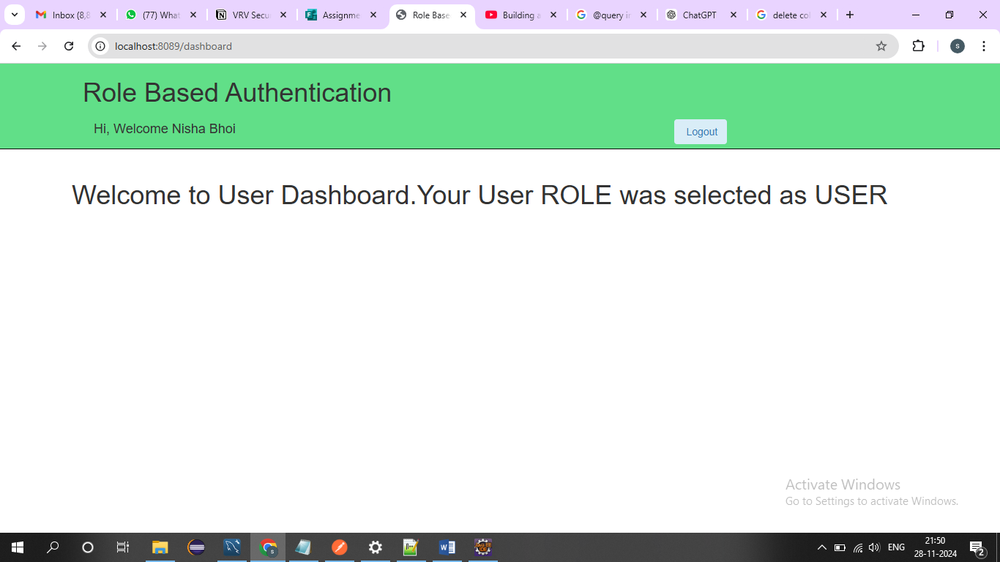 Inbox (8,8
(77) What
VRV Secu
Assignme
Role Base
Building a
@query in
ChatGPT
delete col
localhost:8089/dashboard
S
Role Based Authentication
Hi, Welcome Nisha Bhoi
Logout
Welcome to User Dashboard.Your User ROLE was selected as USER
Activate Windows
Go to Settings to activate Windows.
ENG
21:50
28-11-2024
2